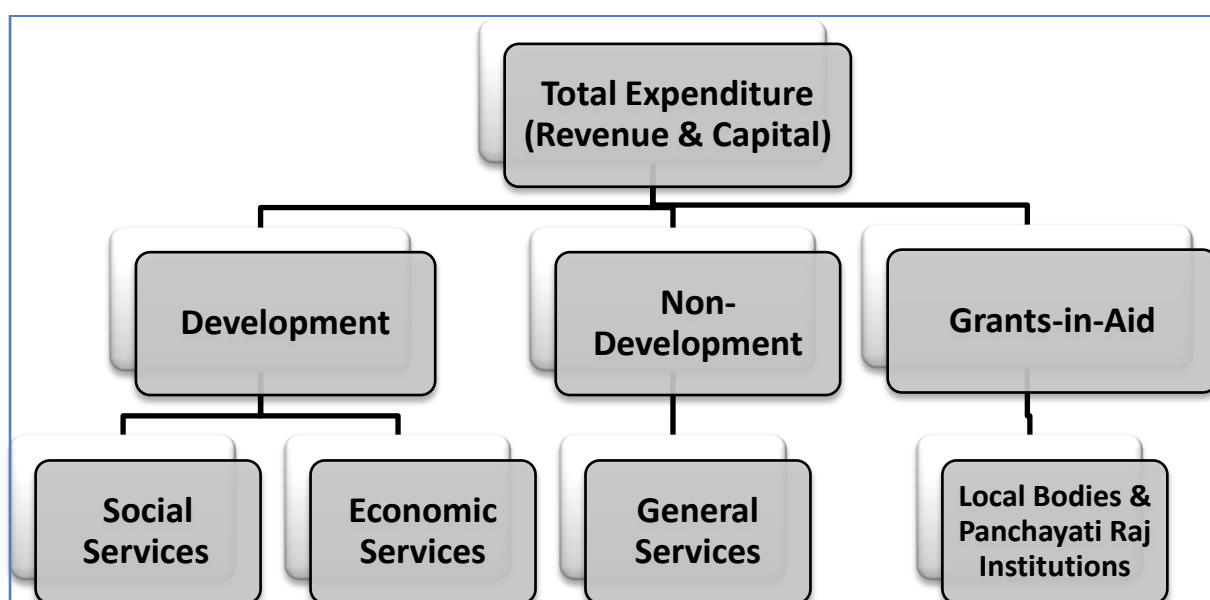 Total Expenditure
(Revenue & Capital)
Development
Non-
Development
Grants-in-Aid
Social
Services
Economic
Services
General
Services
Local Bodies &
Panchayati Raj
Institutions